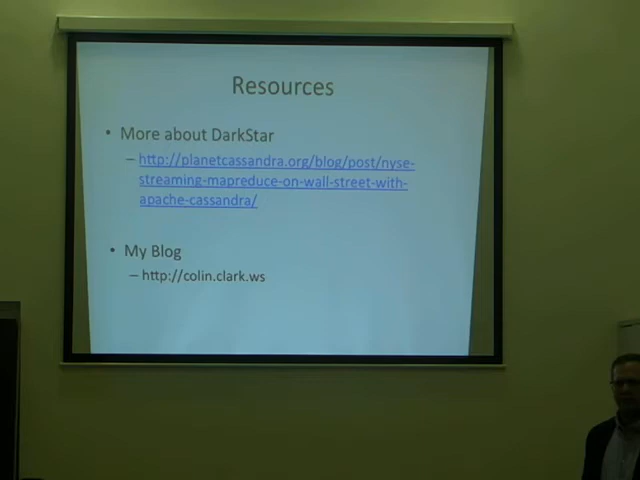 Resources
• More about DarkStar
– http://planetcassandra.org/blog/post/nyse-
streaming-mapreduce-on-wall-street-with-
apache-cassandra/
• My Blog
– http://colin.clark.ws